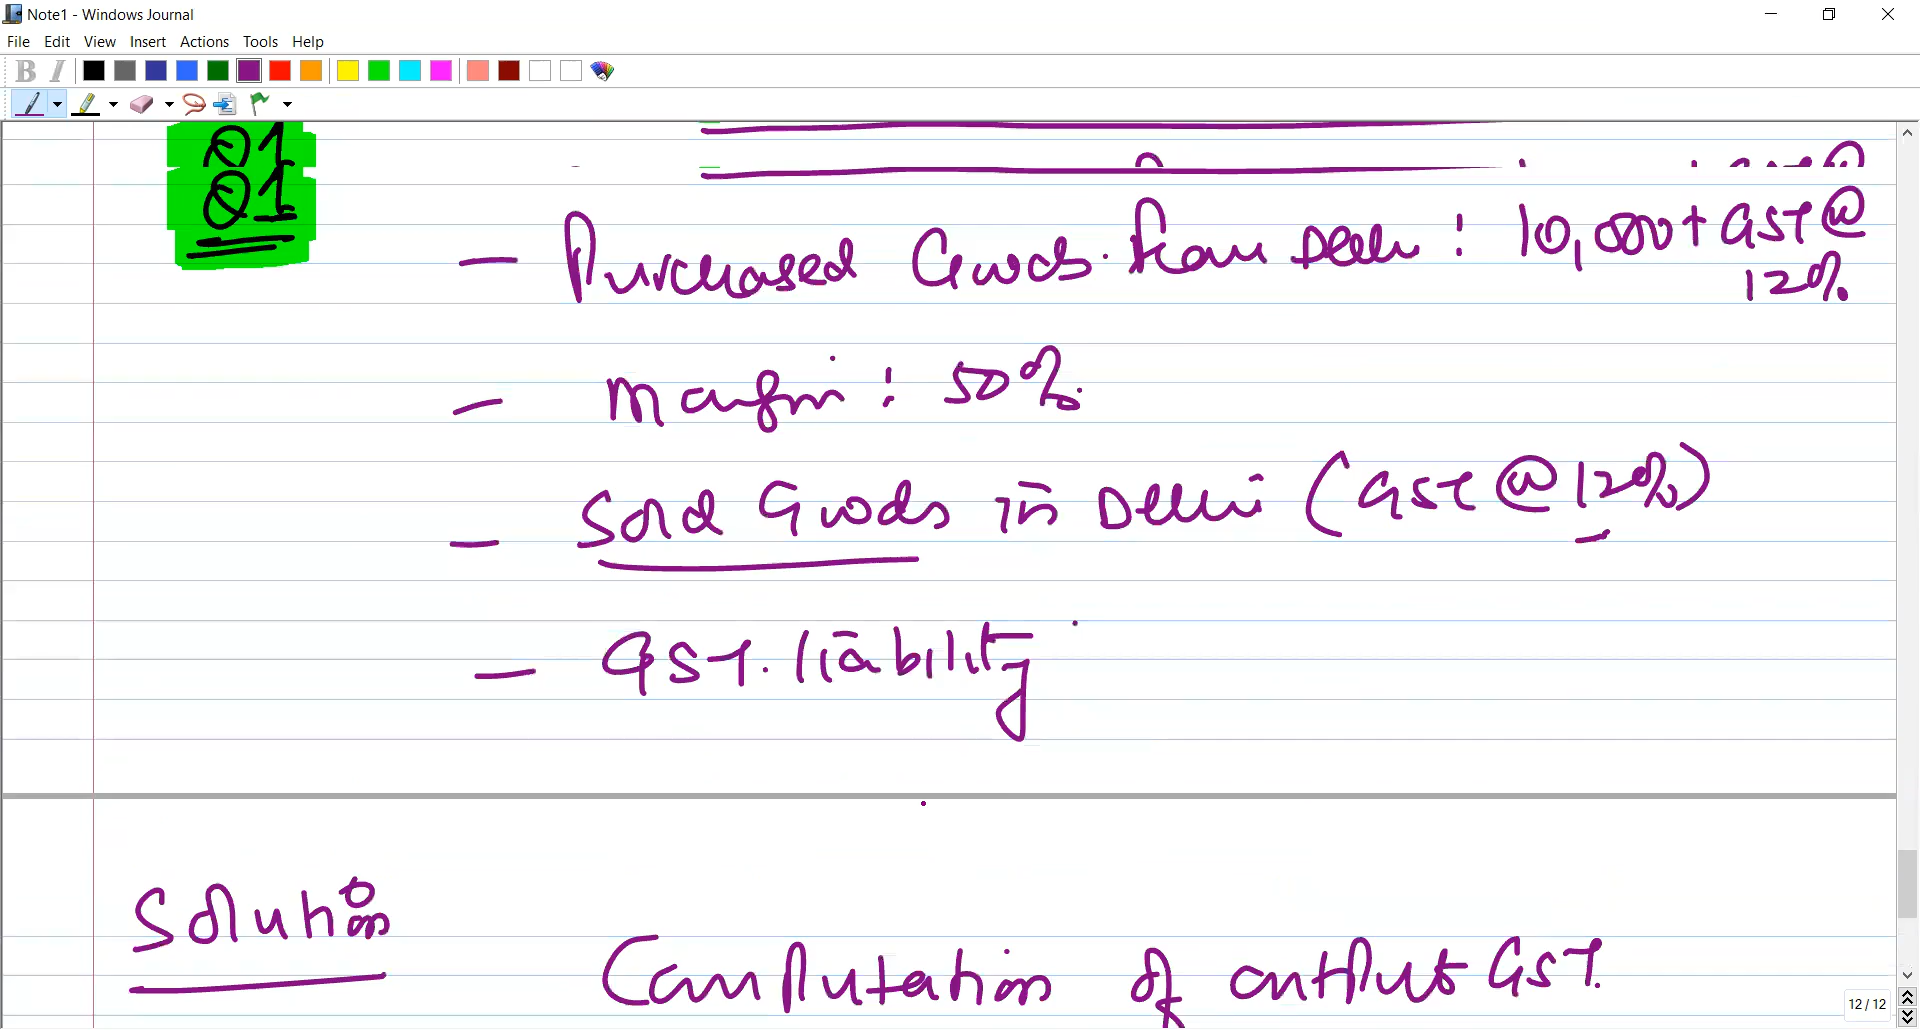 Note1 - Windows Journal
File Edit View Insert Actions Tools Help
B I
Q1
Q1
- Purchased Goods from Delhi : 10,000 + GST @
12%
- Margin : 50%
- Sold Goods in Delhi (GST @ 12%)
- GST liability
Solution
Computation of output GST
12 / 12